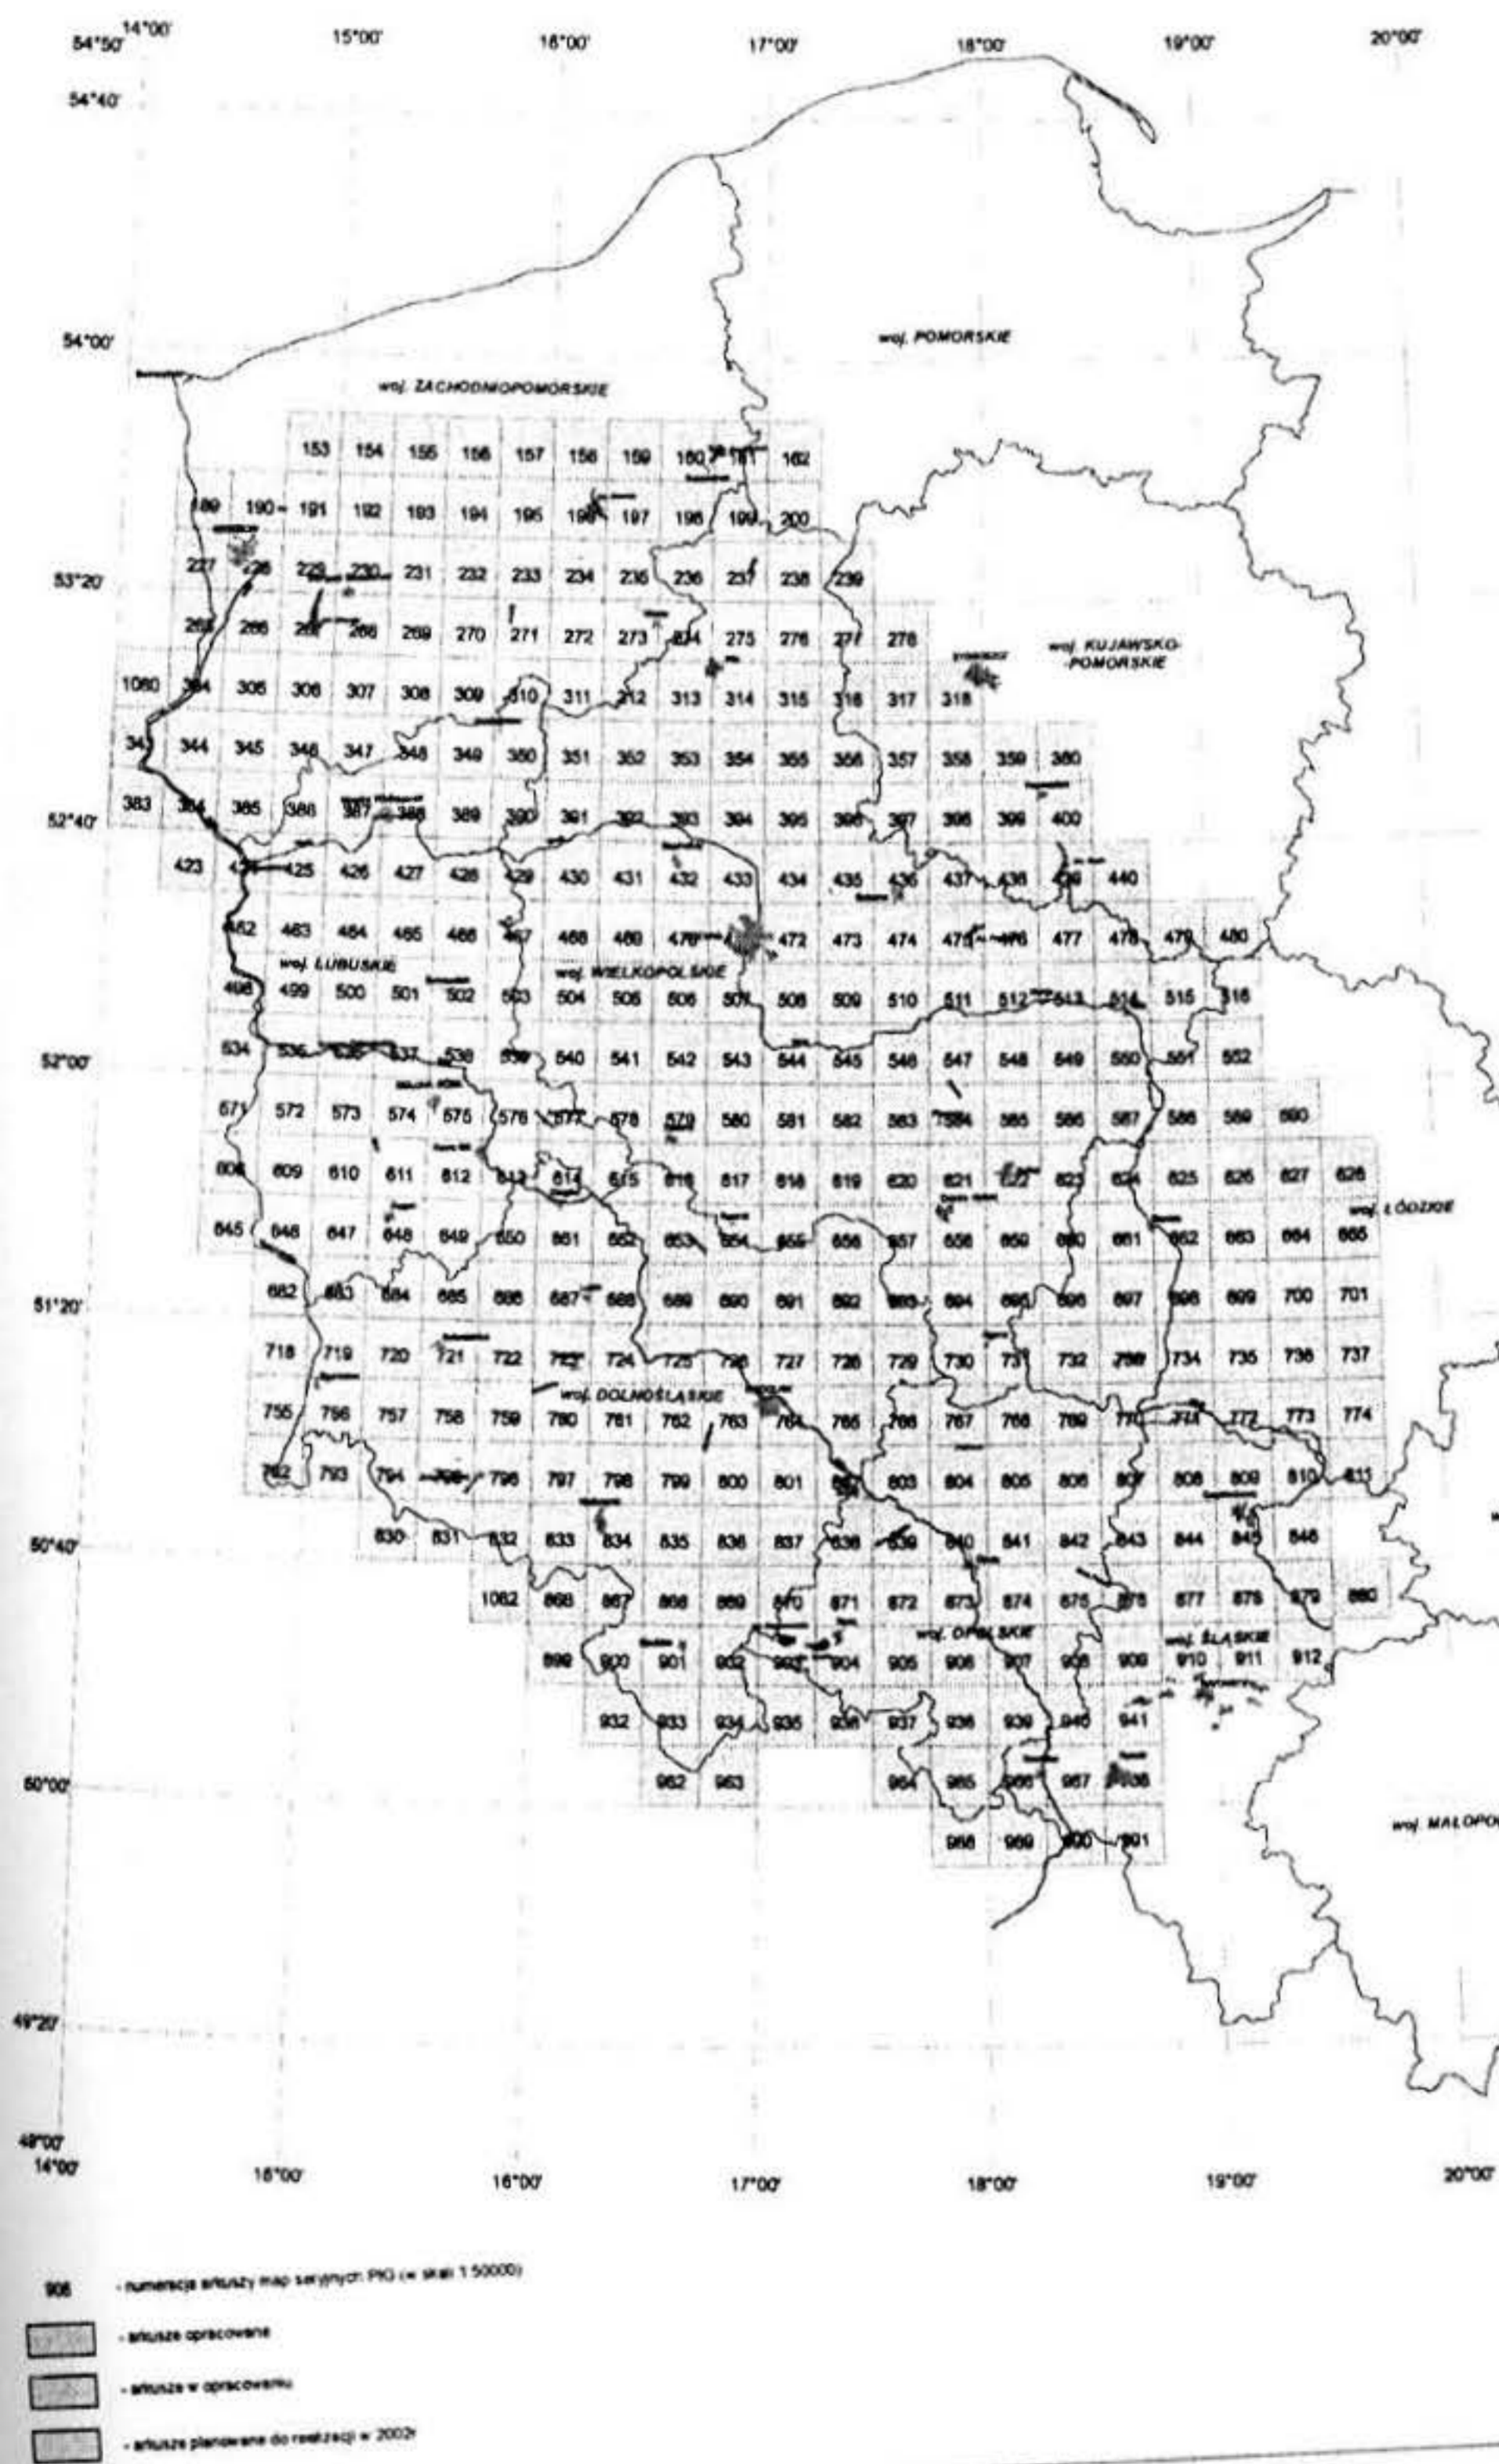 14°00' 15°00' 16°00' 17°00' 18°00' 19°00' 20°00'
54°50'
54°40'
54°00'
woj. POMORSKIE
woj. ZACHODNIOPOMORSKIE
153 154 155 156 157 158 159 160 161 162
189 190 191 192 193 194 195 196 197 198 199 200
53°20'
227 228 229 230 231 232 233 234 235 236 237 238 239
266 268 269 270 271 272 273 274 275 276 277 278
woj. KUJAWSKO-
-POMORSKIE
1080 304 305 306 307 308 309 310 311 312 313 314 315 316 317 318
343 344 345 346 347 348 349 350 351 352 353 354 355 356 357 358 359 360
52°40'
383 384 385 386 387 388 389 390 391 392 393 394 395 396 397 398 399 400
423 424 425 426 427 428 429 430 431 432 433 434 435 436 437 438 439 440
462 463 464 465 466 467 468 469 470 472 473 474 475 476 477 478 479 480
woj. LUBUSKIE
woj. WIELKOPOLSKIE
498 499 500 501 502 503 504 505 506 507 508 509 510 511 512 513 514 515 516
52°00'
534 535 536 537 538 539 540 541 542 543 544 545 546 547 548 549 550 551 552
571 572 573 574 575 576 577 578 579 580 581 582 583 584 585 586 587 588 589 590
608 609 610 611 612 613 614 615 616 617 618 619 620 621 622 623 624 625 626 627 628
woj. ŁÓDZKIE
645 646 647 648 649 650 651 652 653 654 655 656 657 658 659 660 661 662 663 664 665
51°20'
682 683 684 685 686 687 688 689 690 691 692 693 694 695 696 697 698 699 700 701
718 719 720 721 722 723 724 725 726 727 728 729 730 731 732 733 734 735 736 737
woj. DOLNOŚLĄSKIE
755 756 757 758 759 760 761 762 763 764 765 766 767 768 769 770 771 772 773 774
792 793 794 795 796 797 798 799 800 801 802 803 804 805 806 807 808 809 810 811
50°40'
830 831 832 833 834 835 836 837 838 839 840 841 842 843 844 845 846
1082 866 867 868 869 870 871 872 873 874 875 876 877 878 879 880
woj. OPOLSKIE
woj. ŚLĄSKIE
899 900 901 902 903 904 905 906 907 908 909 910 911 912
932 933 934 935 936 937 938 939 940 941
50°00'
962 963 964 965 966 967 968
988 989 990 991
woj. MAŁOPO
49°20'
49°00'
14°00' 15°00' 16°00' 17°00' 18°00' 19°00' 20°00'
- numeracja arkuszy map seryjnych PIG (w skali 1:50000)
- arkusze opracowane
- arkusze w opracowaniu
- arkusze planowane do realizacji w 2002r